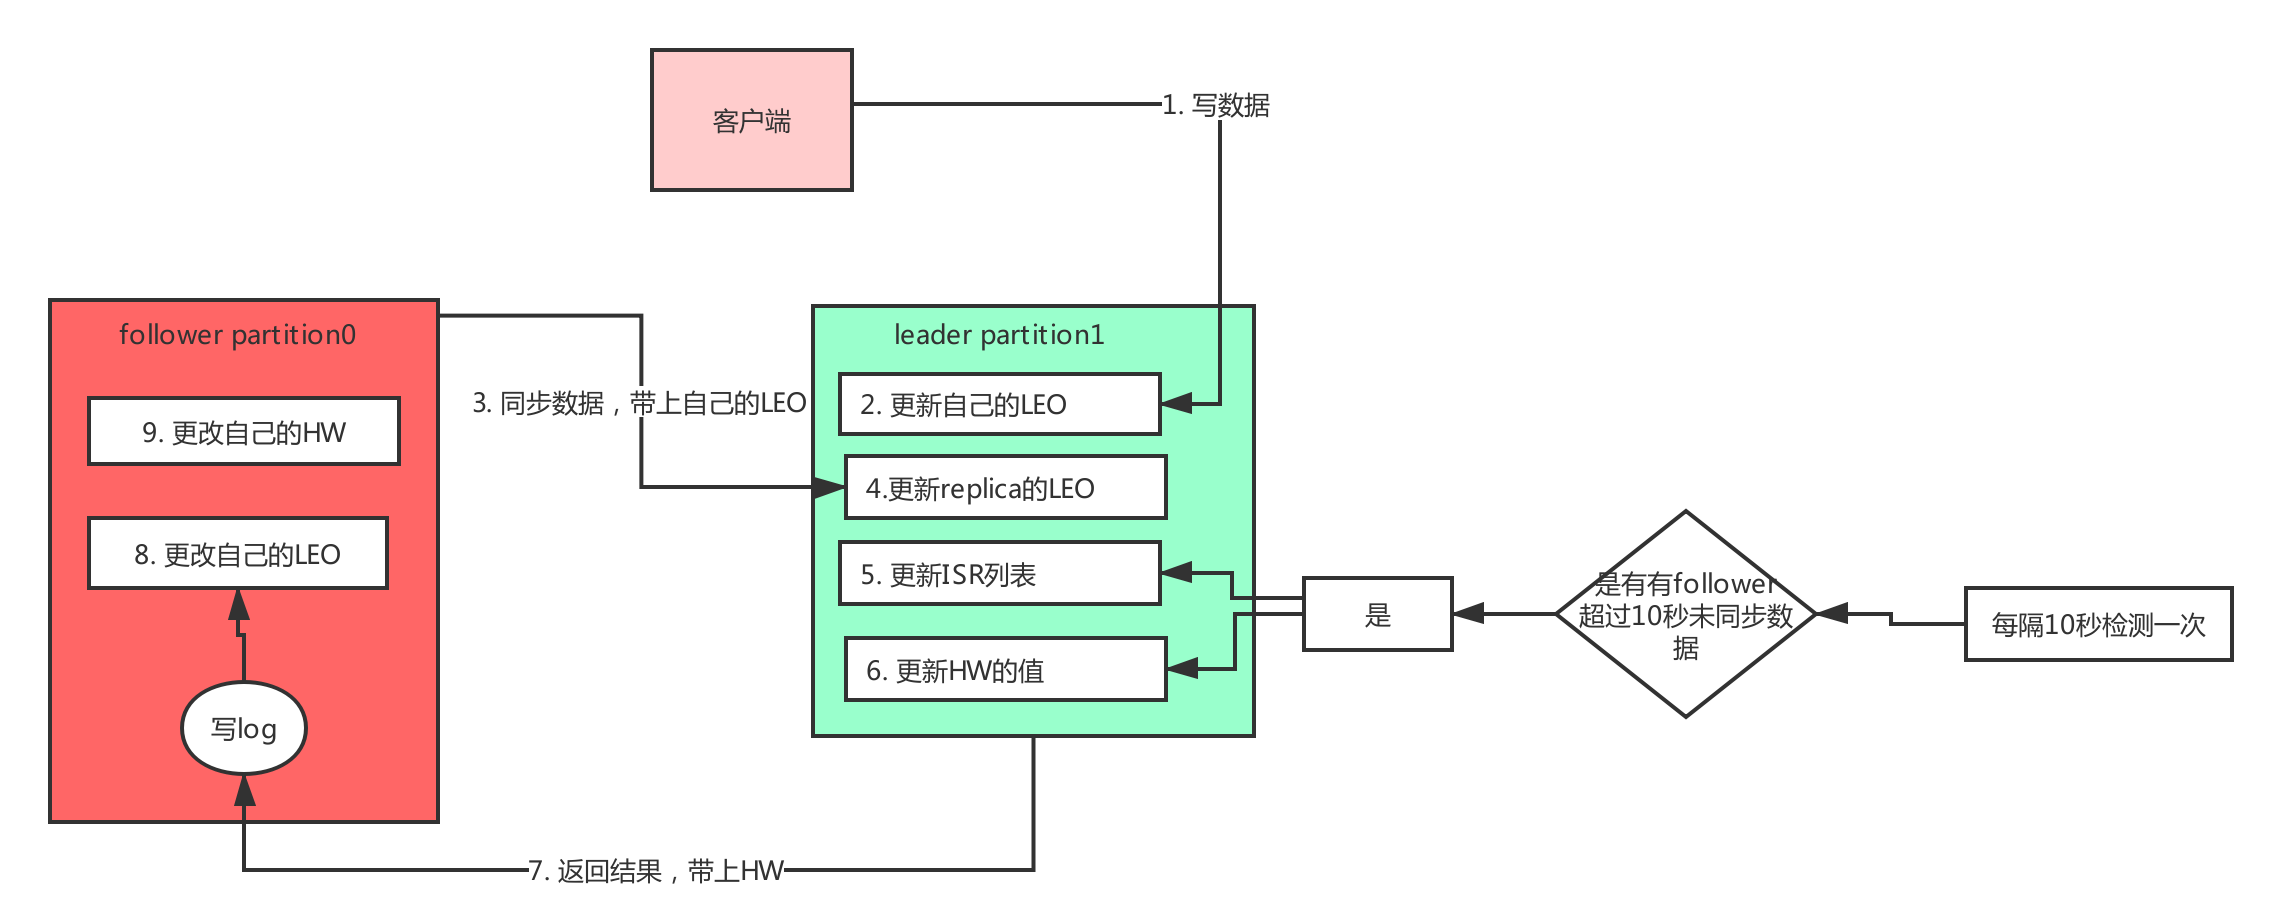 客户端
1. 写数据
follower partition0
9. 更改自己的HW
8. 更改自己的LEO
写log
3. 同步数据，带上自己的LEO
leader partition1
2. 更新自己的LEO
4.更新replica的LEO
5. 更新ISR列表
6. 更新HW的值
是
是有有follower
超过10秒未同步数
据
每隔10秒检测一次
7. 返回结果，带上HW